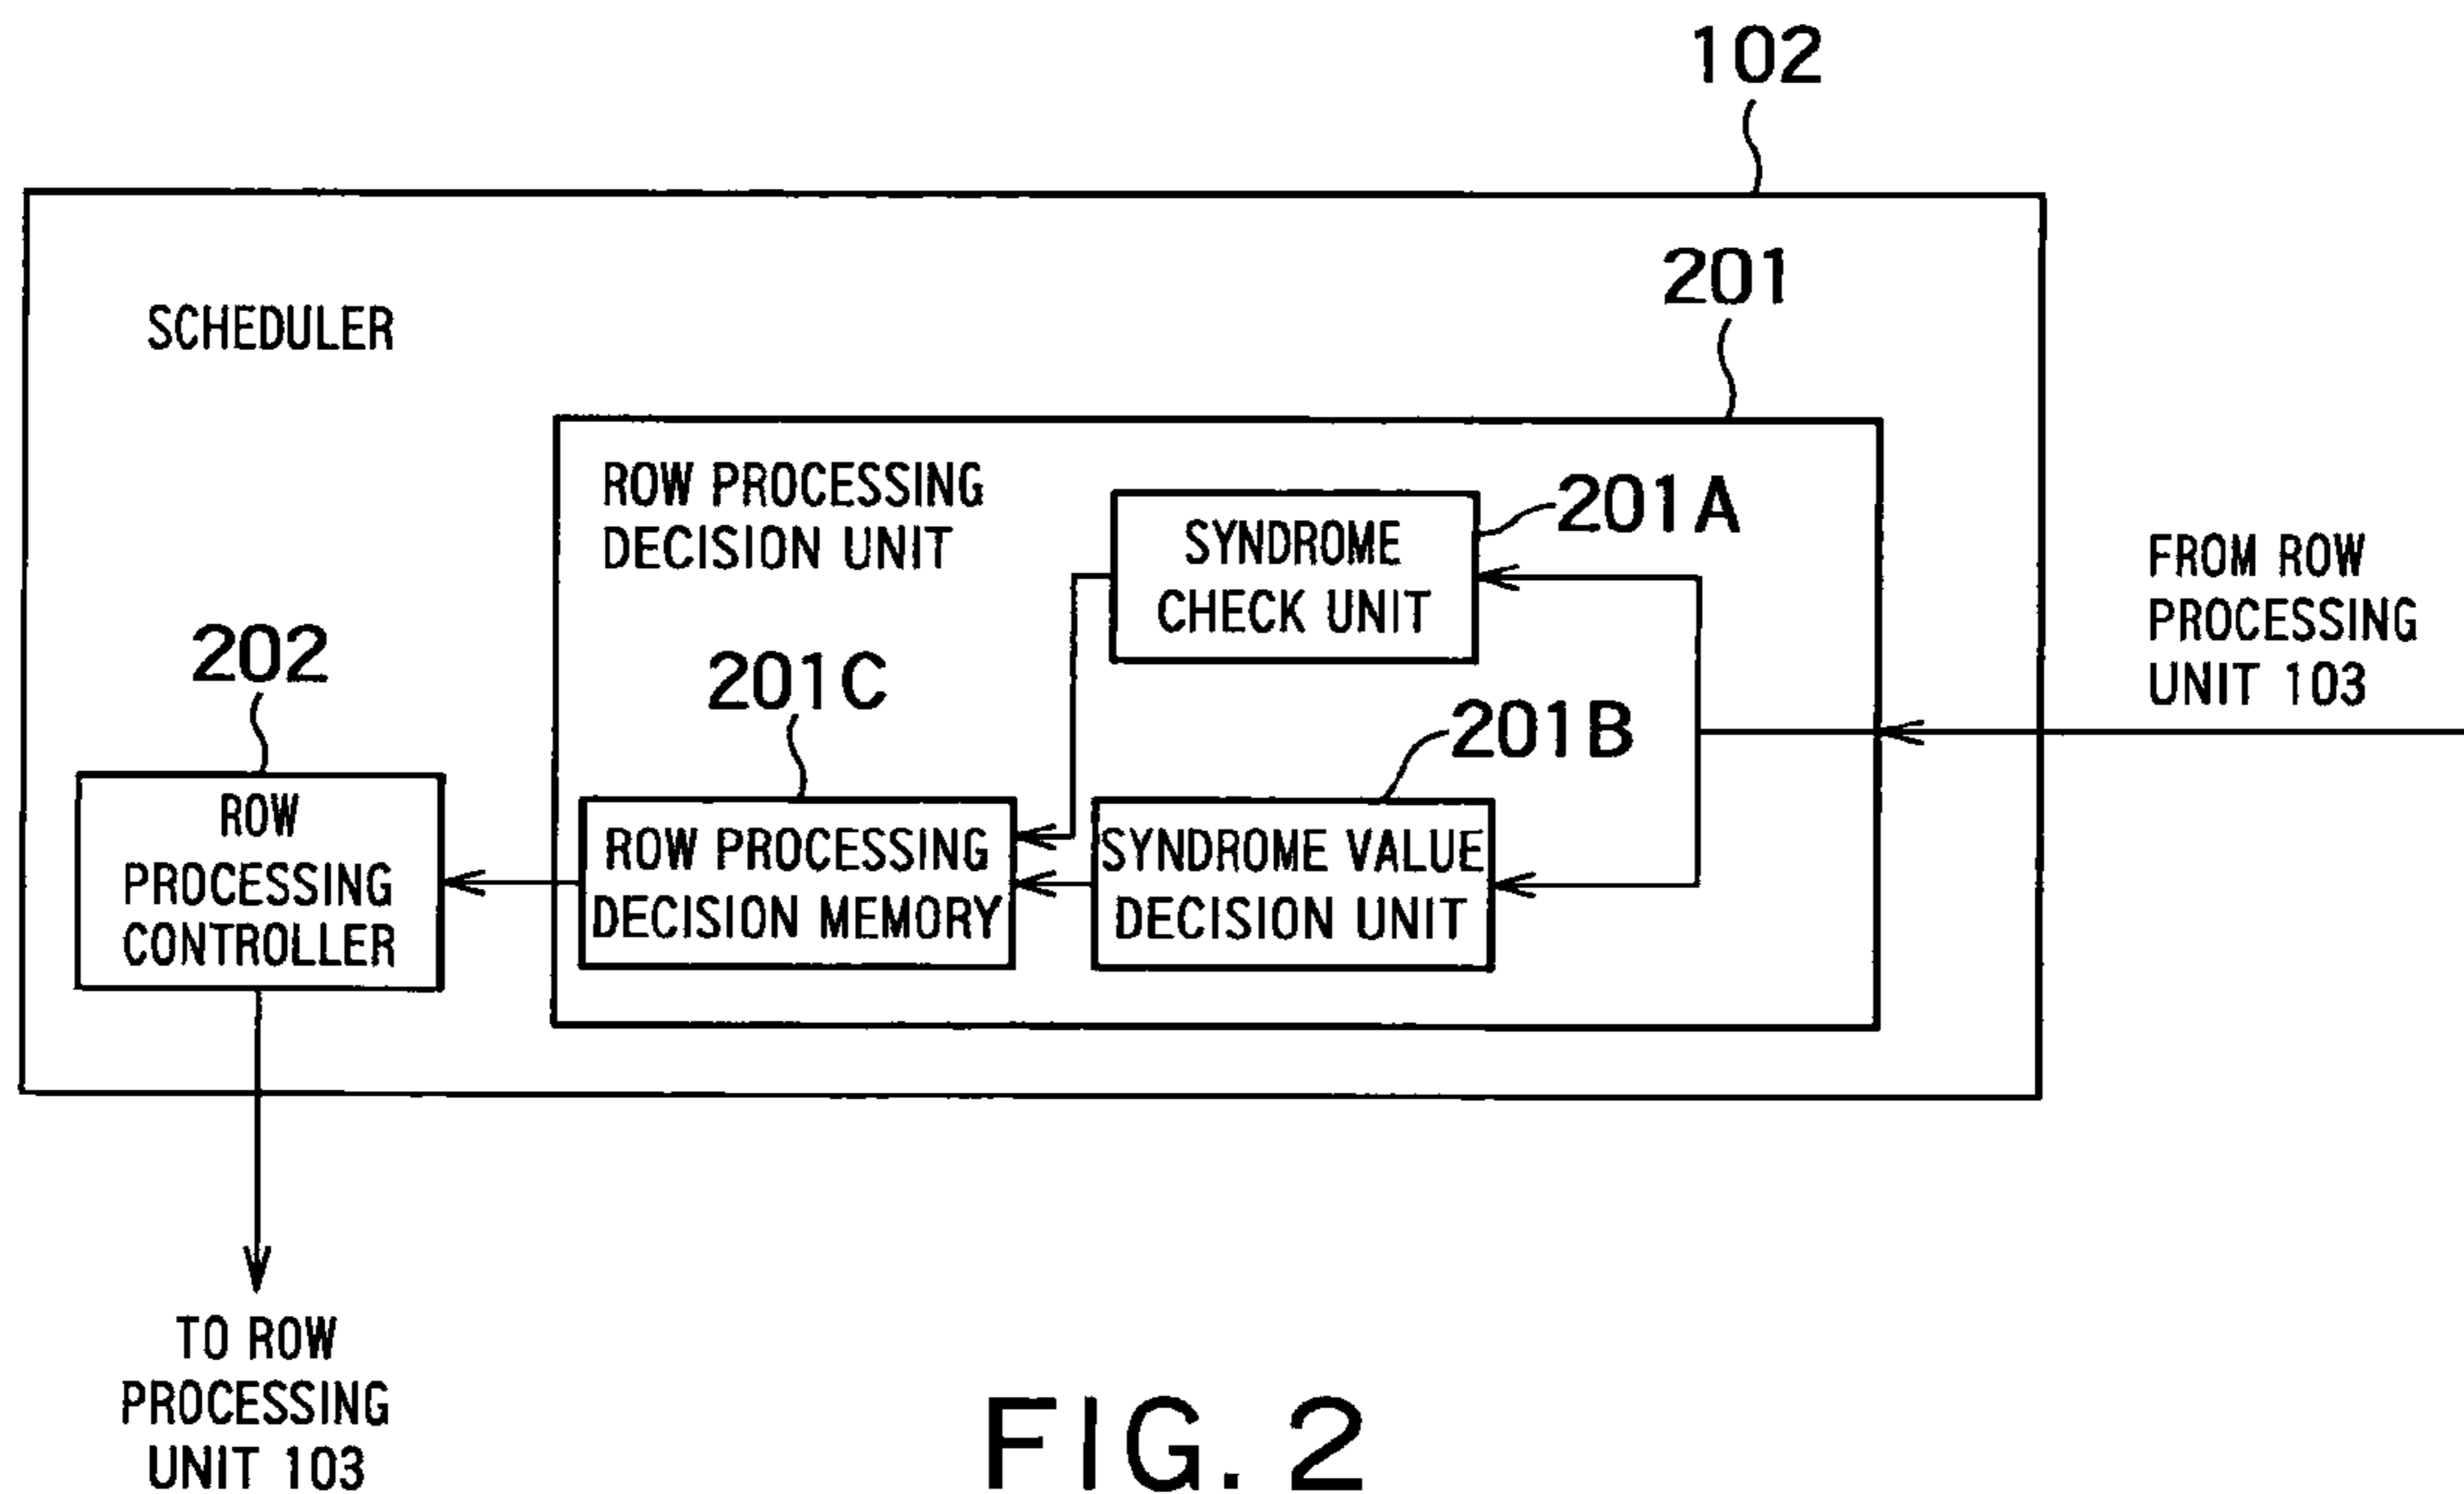 102
201
SCHEDULER
ROW PROCESSING
DECISION UNIT
201A
SYNDROME
CHECK UNIT
FROM ROW
PROCESSING
UNIT 103
202
201C
201B
ROW
PROCESSING
CONTROLLER
ROW PROCESSING
DECISION MEMORY
SYNDROME VALUE
DECISION UNIT
TO ROW
PROCESSING
UNIT 103
FIG. 2